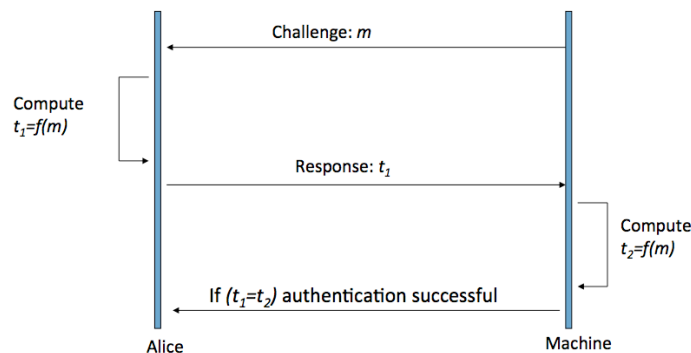 Challenge: m
Compute
t₁=f(m)
Response: t₁
Compute
t₂=f(m)
If (t₁=t₂) authentication successful
Alice
Machine